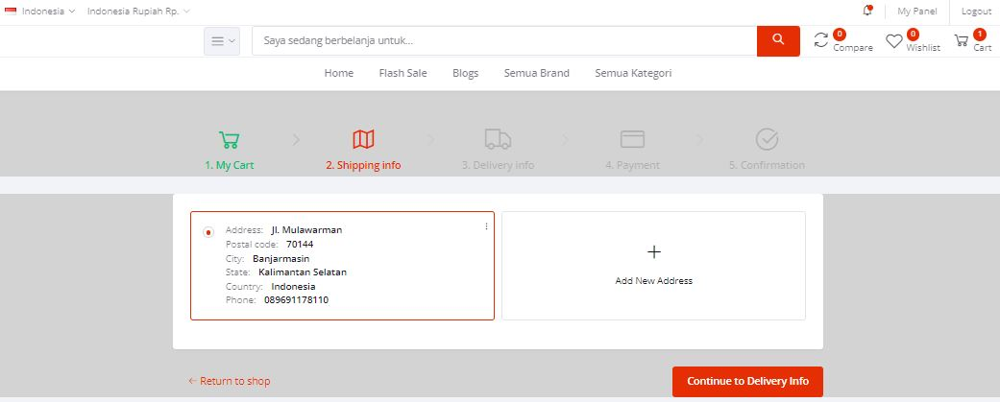 Indonesia Indonesia Rupiah Rp. My Panel Logout
Saya sedang berbelanja untuk... 0 Compare 0 Wishlist 1 Cart
Home Flash Sale Blogs Semua Brand Semua Kategori
1. My Cart 2. Shipping info 3. Delivery info 4. Payment 5. Confirmation
Address: Jl. Mulawarman
Postal code: 70144
City: Banjarmasin
State: Kalimantan Selatan
Country: Indonesia
Phone: 089691178110
Add New Address
Return to shop Continue to Delivery Info